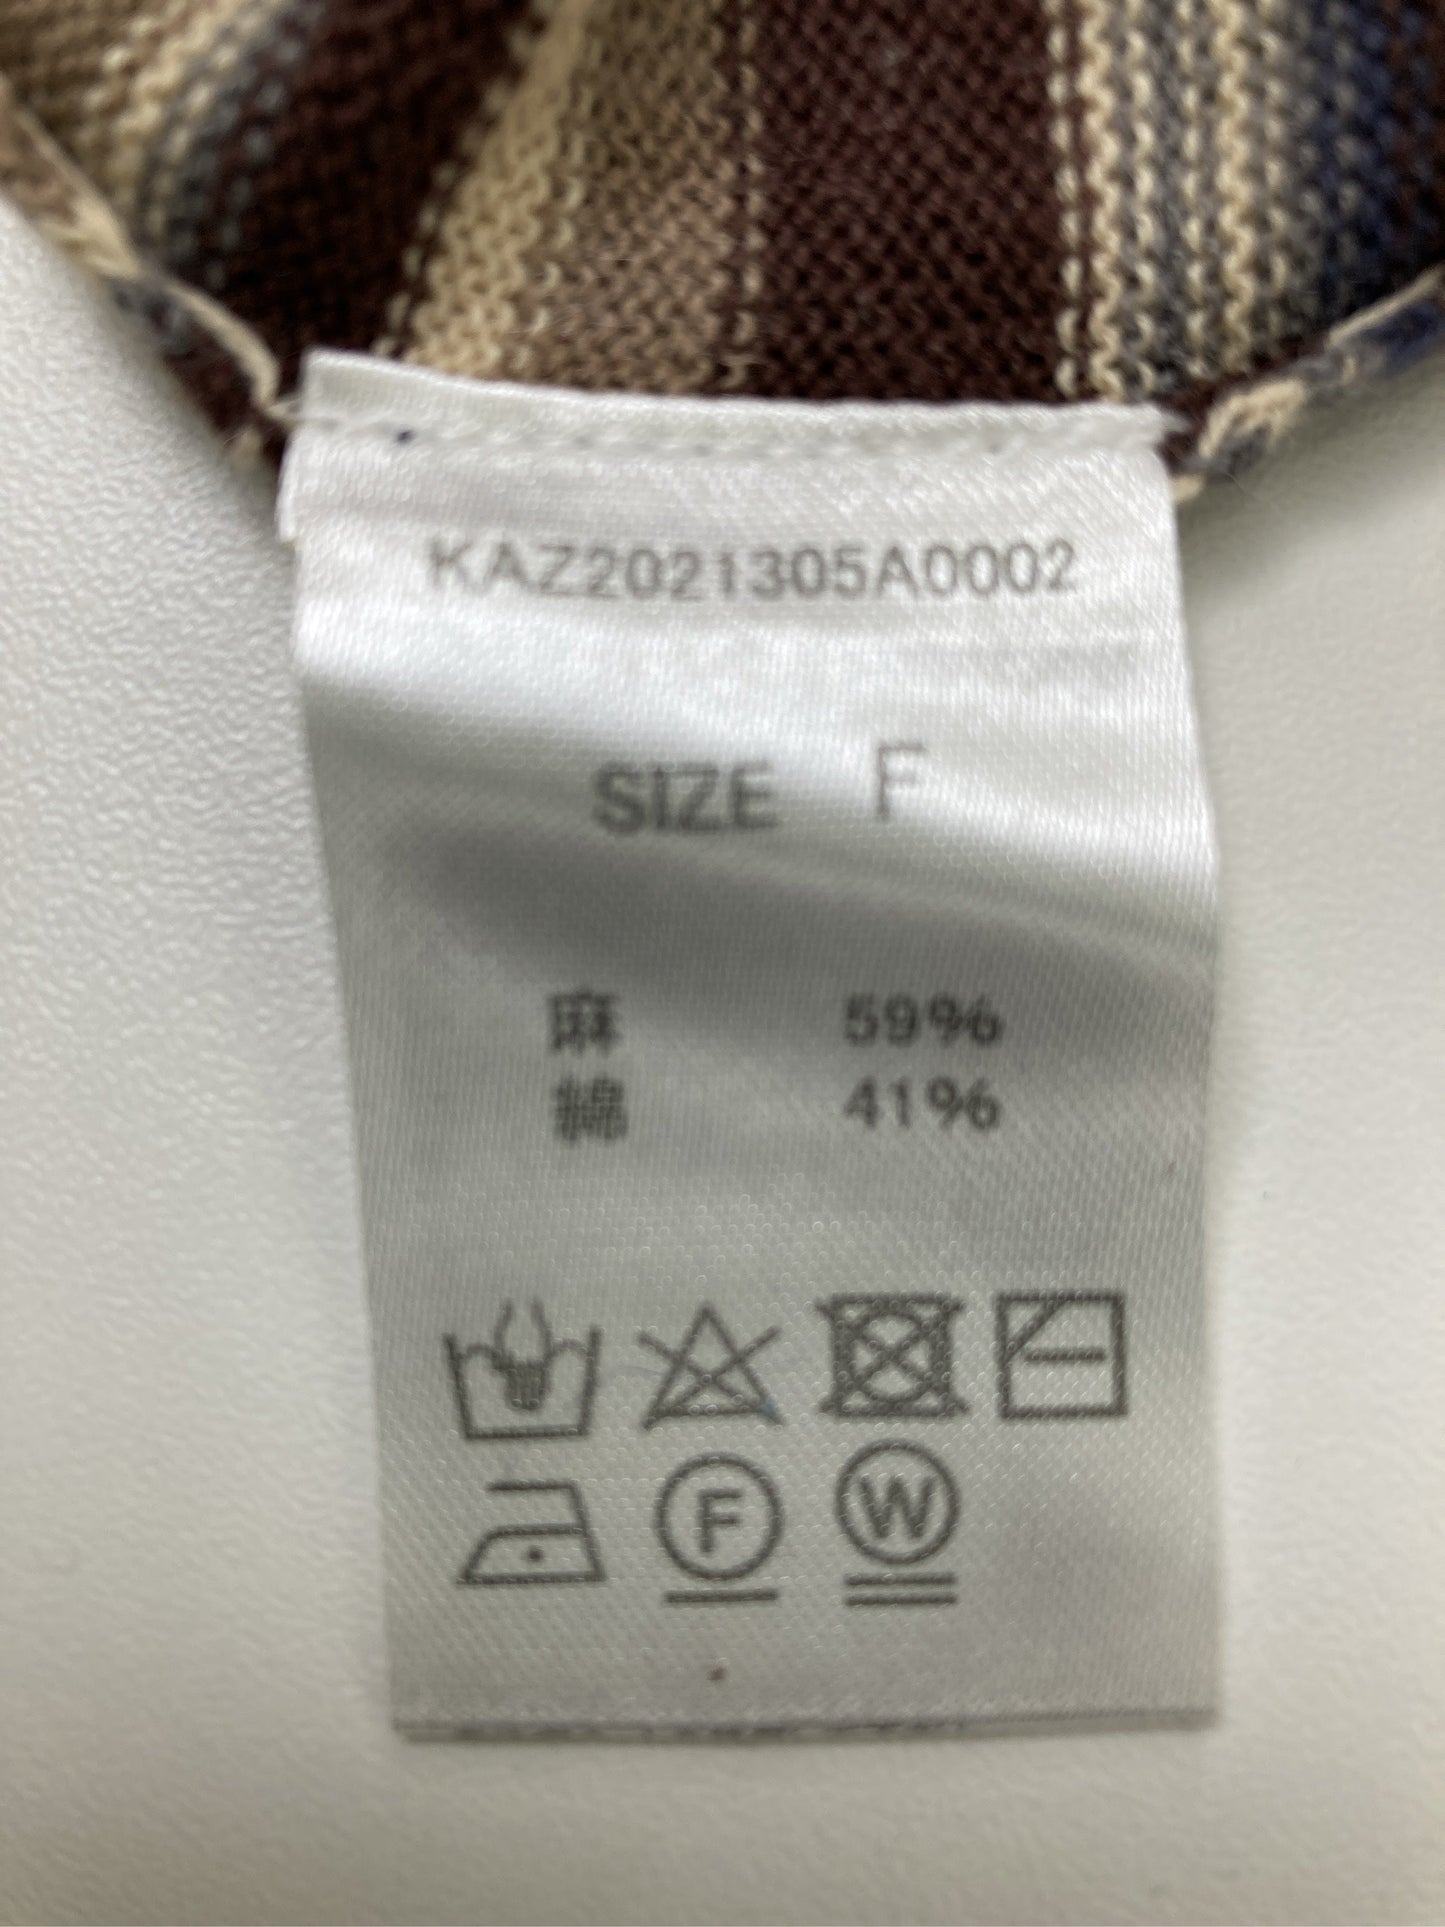 KAZ2021305A0002
SIZE F
麻 59%
綿 41%
F W